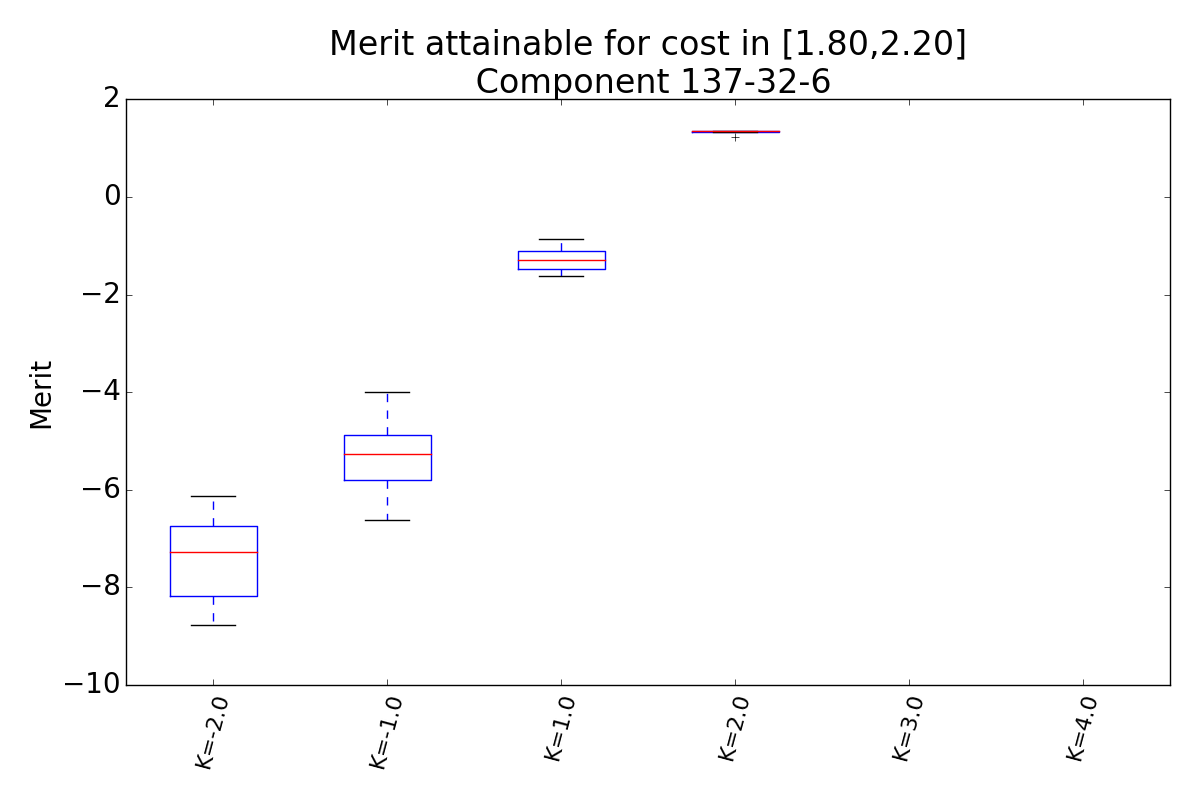 Merit attainable for cost in [1.80,2.20]
Component 137-32-6
2
0
−2
−4
−6
−8
−10
Merit
K=-2.0
K=-1.0
K=1.0
K=2.0
K=3.0
K=4.0